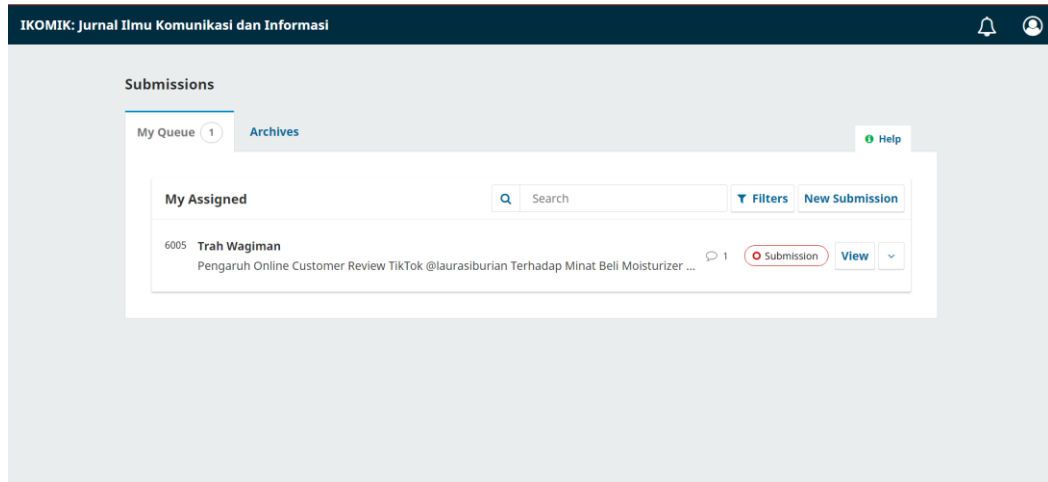 IKOMIK: Jurnal Ilmu Komunikasi dan Informasi
Submissions
My Queue 1 Archives
Help
My Assigned Search Filters New Submission
6005 Trah Wagiman
Pengaruh Online Customer Review TikTok @laurasiburian Terhadap Minat Beli Moisturizer ... 1 Submission View